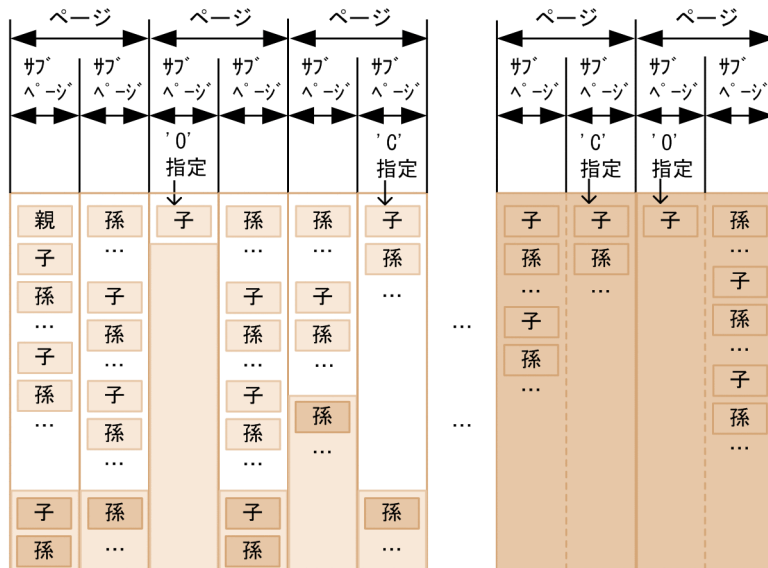 ページ ページ ページ ページ ページ
ｻﾌﾞ ｻﾌﾞ ｻﾌﾞ ｻﾌﾞ ｻﾌﾞ ｻﾌﾞ ｻﾌﾞ ｻﾌﾞ ｻﾌﾞ ｻﾌﾞ
ﾍﾟｰｼﾞ ﾍﾟｰｼﾞ ﾍﾟｰｼﾞ ﾍﾟｰｼﾞ ﾍﾟｰｼﾞ ﾍﾟｰｼﾞ ﾍﾟｰｼﾞ ﾍﾟｰｼﾞ ﾍﾟｰｼﾞ ﾍﾟｰｼﾞ
'O' 'C' 'C' 'O'
指定 指定 指定 指定
親 孫 子 孫 孫 子 子 子 子 孫
… … … …
子 孫 孫 孫
孫 子 子 子 … … … 子
… … 子
孫 孫 孫 孫
子 … … 孫
… …
孫 子 子 … 子
… 孫 孫
孫 孫 … 孫
… … … …
子 孫 子 孫
孫 … 孫 …